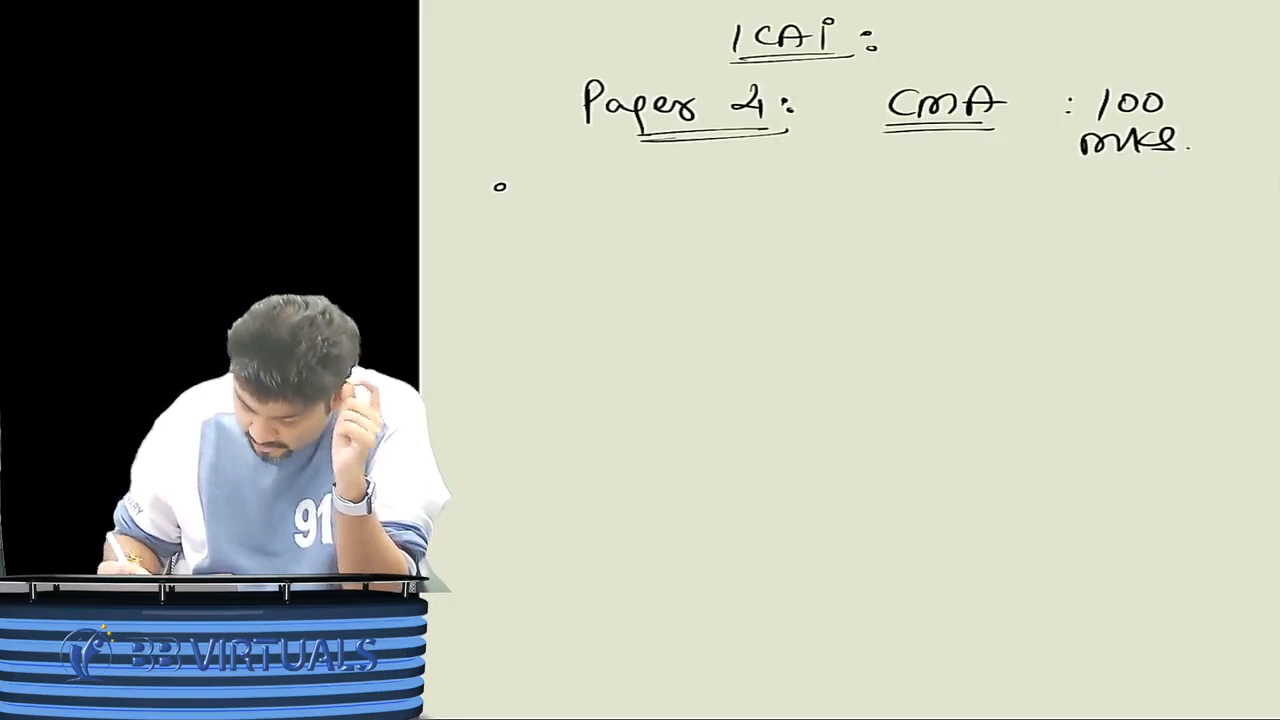 ICAI :
Paper 4 : CMA : 100
mks.
91
BB VIRTUALS